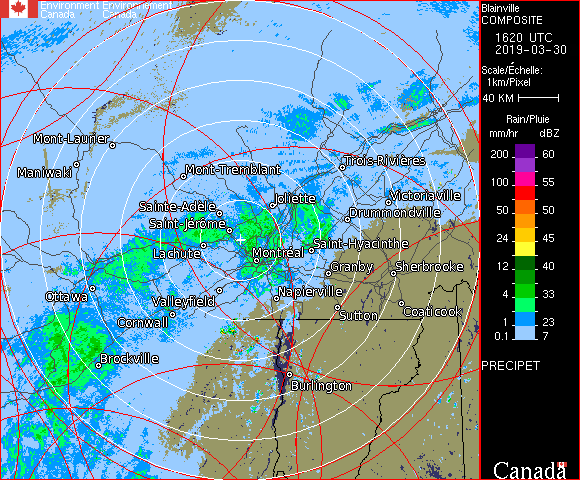 Environment Environnement
Canada Canada
Blainville
COMPOSITE
1620 UTC
2019-03-30
Scale/Échelle:
1km/Pixel
40 KM
Rain/Pluie
mm/hr dBZ
200 60
100 55
50 50
24 45
12 40
4 33
1 23
0.1 7
PRECIPET
Canada
Mont-Laurier
Maniwaki
Mont-Tremblant
Trois-Rivières
Sainte-Adèle
Joliette
Victoriaville
Drummondville
Saint-Jérôme
Lachute
Montréal
Saint-Hyacinthe
Granby
Sherbrooke
Ottawa
Valleyfield
Napierville
Cornwall
Sutton
Coaticook
Brockville
Burlington